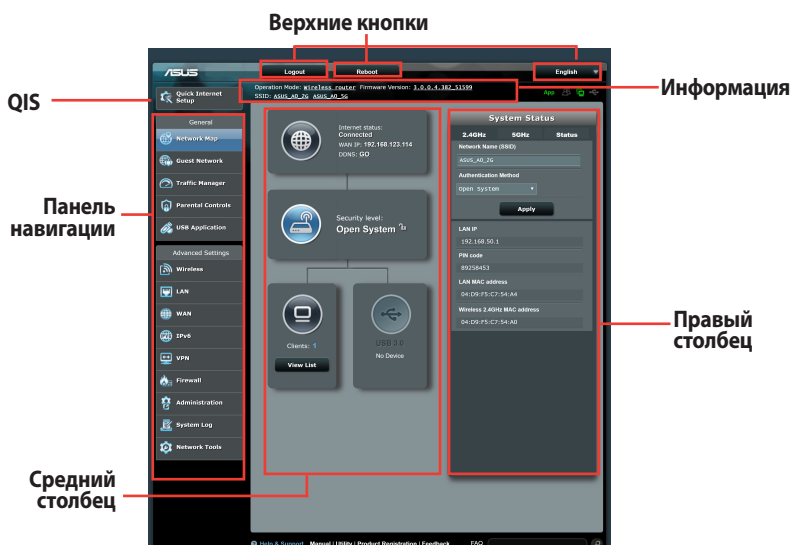 Верхние кнопки
ASUS
Logout
Reboot
English
Quick Internet
Setup
Operation Mode: Wireless router Firmware Version: 3.0.0.4.382_51599
SSID: ASUS_A0_2G ASUS_A0_5G
App
Информация
QIS
General
Network Map
Guest Network
Traffic Manager
Parental Controls
USB Application
Панель
навигации
Advanced Settings
Wireless
LAN
WAN
IPv6
VPN
Firewall
Administration
System Log
Network Tools
Internet status:
Connected
WAN IP: 192.168.123.114
DDNS: GO
Security level:
Open System
Clients: 1
View List
USB 3.0
No Device
System Status
2.4GHz 5GHz Status
Network Name (SSID)
ASUS_A0_2G
Authentication Method
Open System
Apply
LAN IP
192.168.50.1
PIN code
89258453
LAN MAC address
04:D9:F5:C7:54:A4
Wireless 2.4GHz MAC address
04:D9:F5:C7:54:A0
Правый
столбец
Средний
столбец
Help & Support Manual | Utility | Product Registration | Feedback FAQ